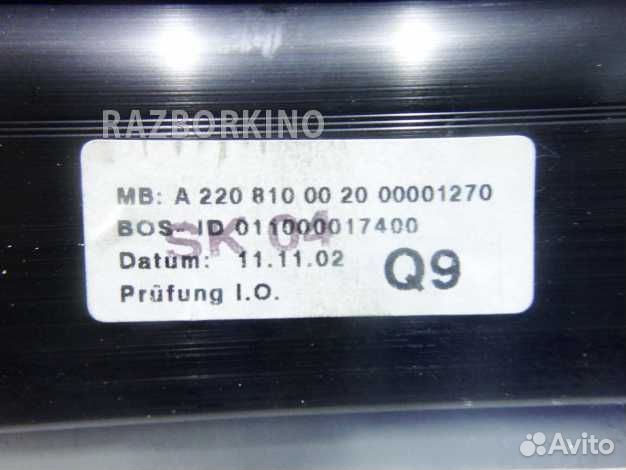 RAZBORKINO
MB: A 220 810 00 20 00001270
BOS-ID 011000017400
SK 04
Datum: 11.11.02
Q9
Prüfung I.O.
Avito